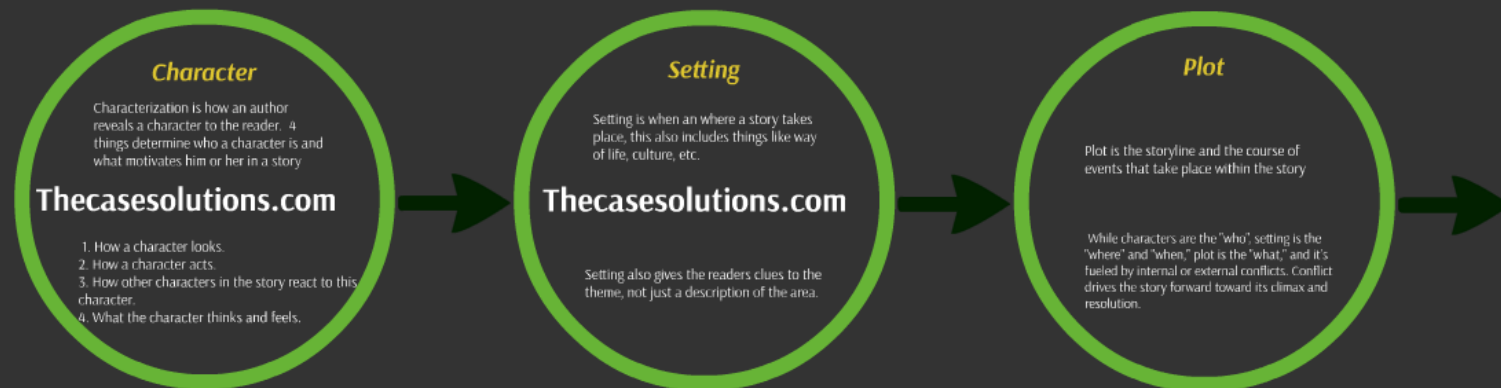 Character
Characterization is how an author
reveals a character to the reader. 4
things determine who a character is and
what motivates him or her in a story
Thecasesolutions.com
1. How a character looks.
2. How a character acts.
3. How other characters in the story react to this
character.
4. What the character thinks and feels.
Setting
Setting is when an where a story takes
place, this also includes things like way
of life, culture, etc.
Thecasesolutions.com
Setting also gives the readers clues to the
theme, not just a description of the area.
Plot
Plot is the storyline and the course of
events that take place within the story
While characters are the "who", setting is the
"where" and "when," plot is the "what," and it's
fueled by internal or external conflicts. Conflict
drives the story forward toward its climax and
resolution.